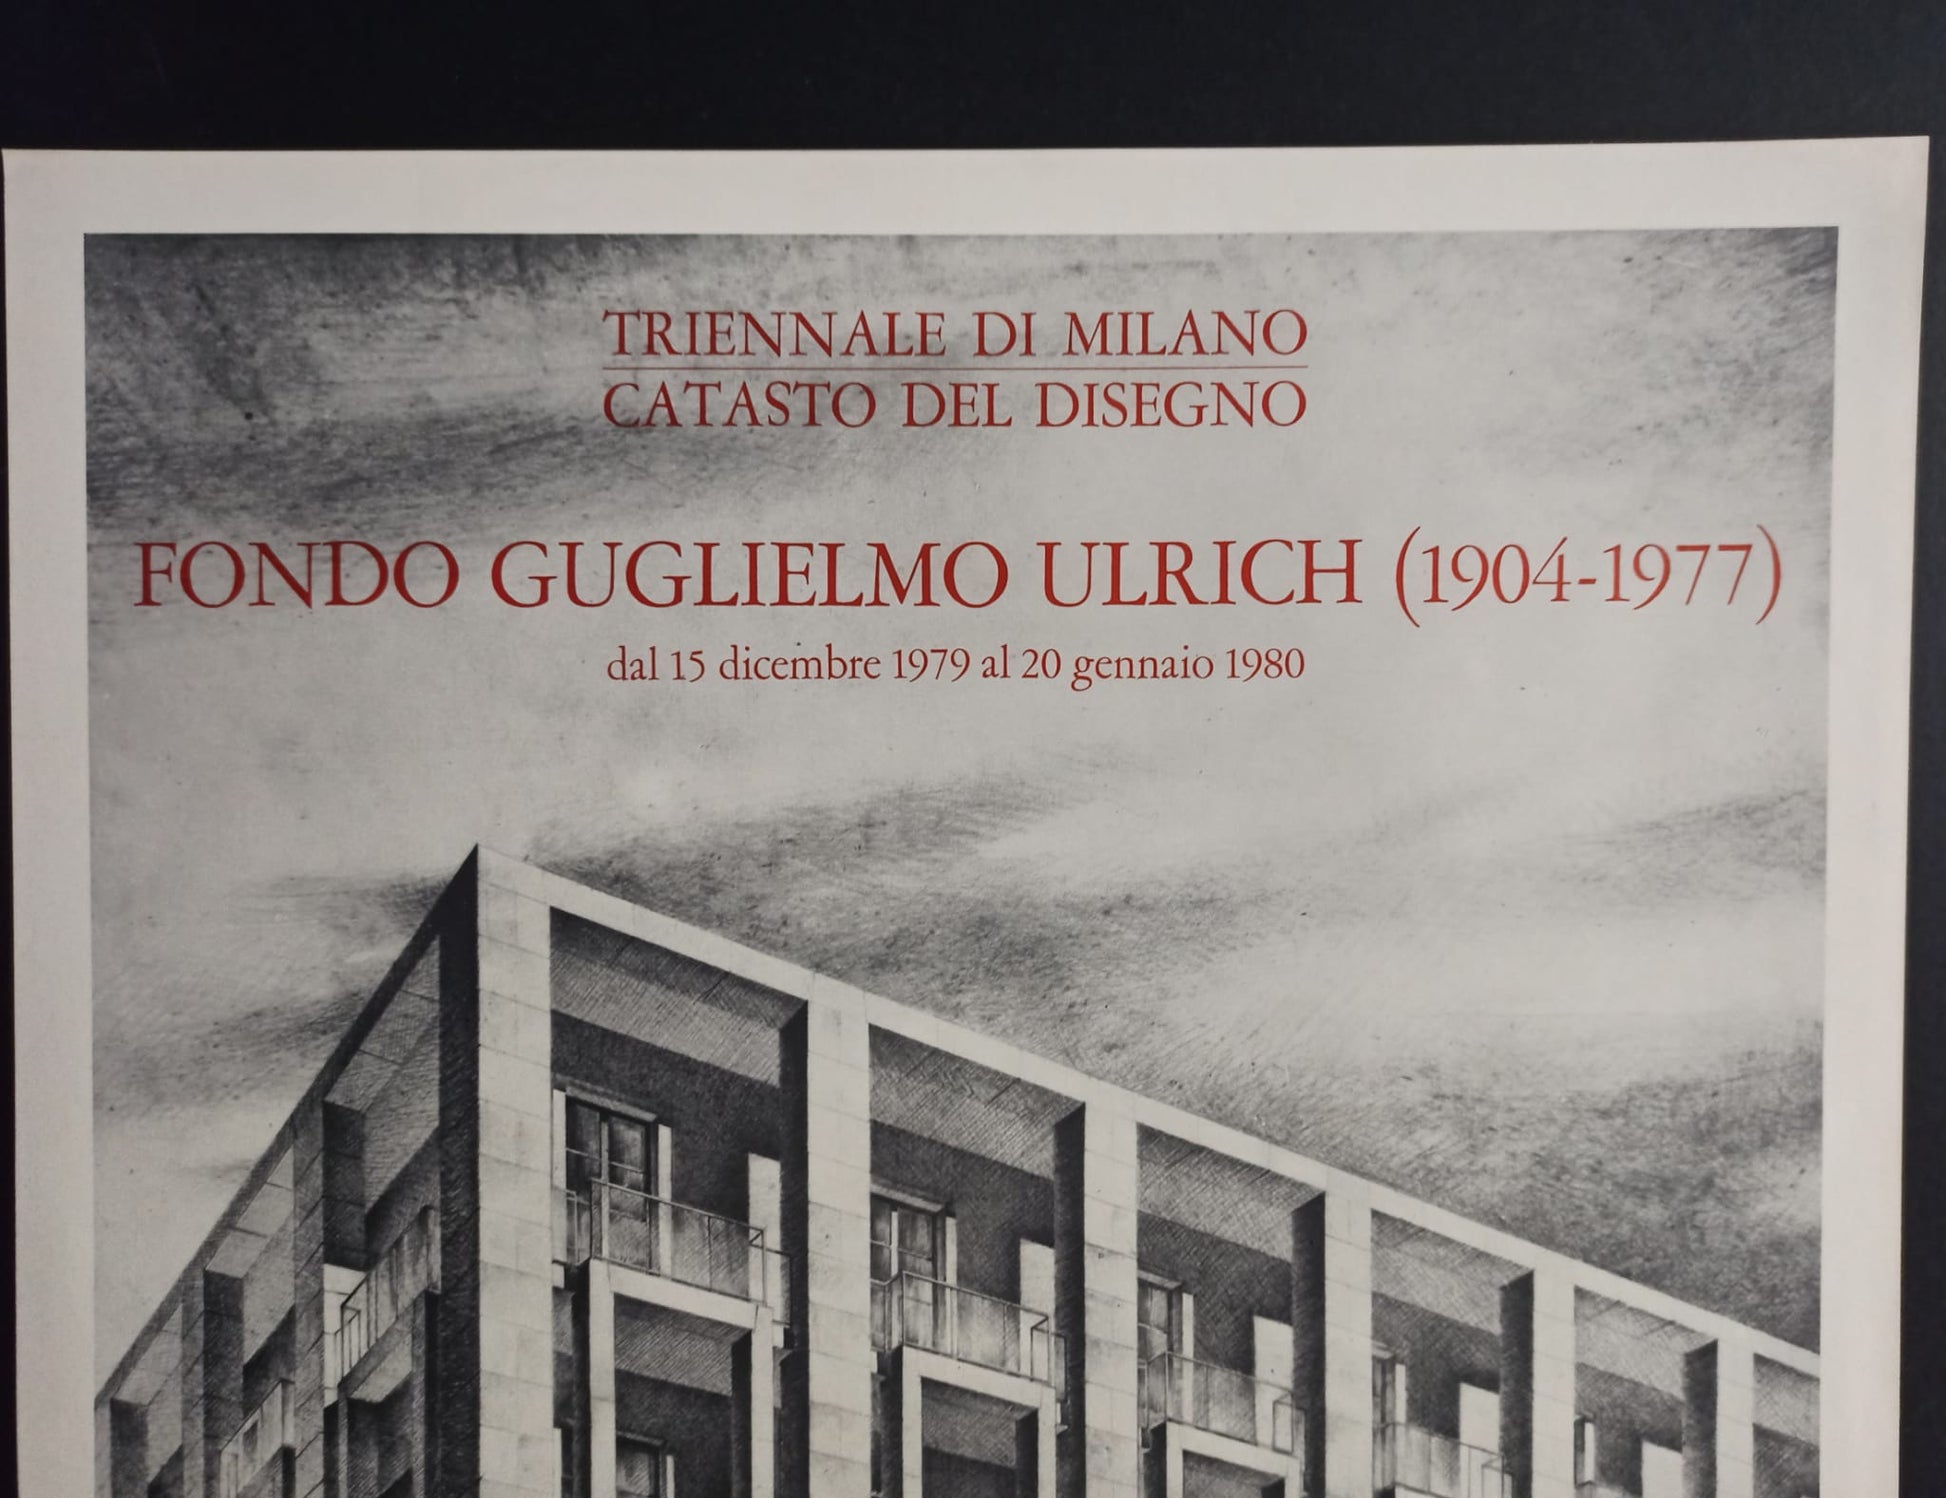 TRIENNALE DI MILANO
CATASTO DEL DISEGNO
FONDO GUGLIELMO ULRICH (1904-1977)
dal 15 dicembre 1979 al 20 gennaio 1980